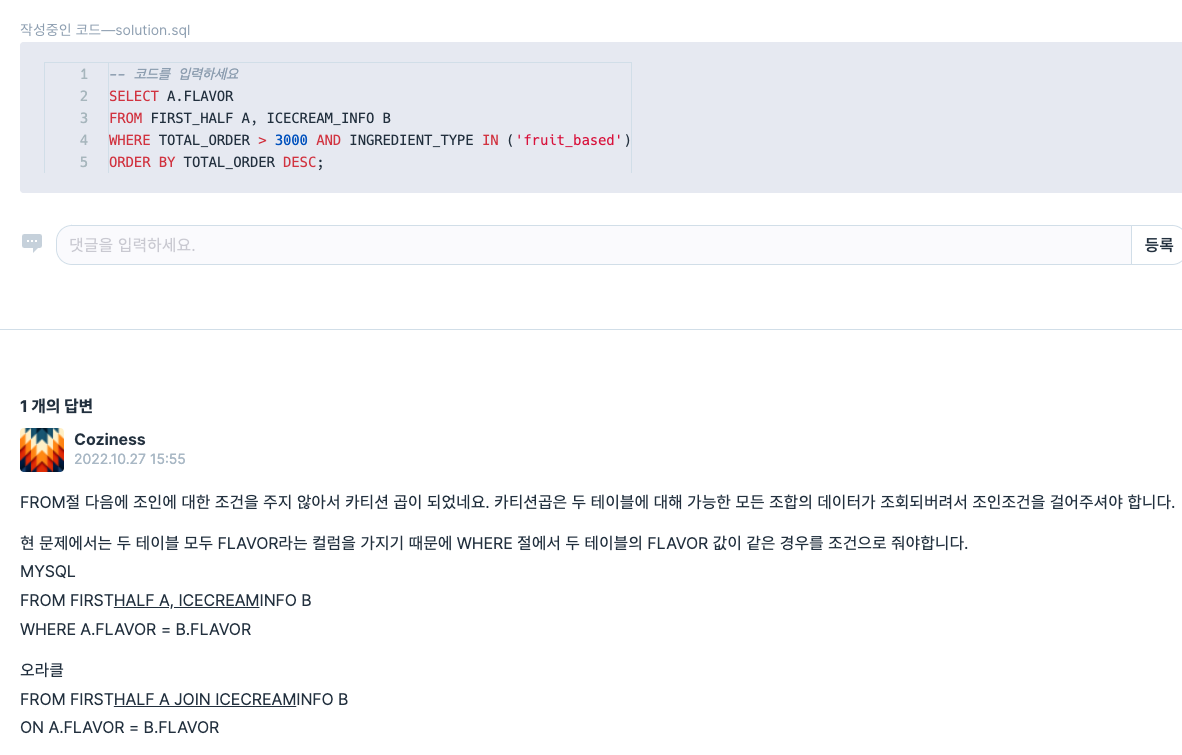 작성중인 코드―solution.sql
1 -- 코드를 입력하세요
2 SELECT A.FLAVOR
3 FROM FIRST_HALF A, ICECREAM_INFO B
4 WHERE TOTAL_ORDER > 3000 AND INGREDIENT_TYPE IN ('fruit_based')
5 ORDER BY TOTAL_ORDER DESC;
댓글을 입력하세요. 등록
1 개의 답변
Coziness
2022.10.27 15:55
FROM절 다음에 조인에 대한 조건을 주지 않아서 카티션 곱이 되었네요. 카티션곱은 두 테이블에 대해 가능한 모든 조합의 데이터가 조회되버려서 조인조건을 걸어주셔야 합니다.
현 문제에서는 두 테이블 모두 FLAVOR라는 컬럼을 가지기 때문에 WHERE 절에서 두 테이블의 FLAVOR 값이 같은 경우를 조건으로 줘야합니다.
MYSQL
FROM FIRSTHALF A, ICECREAMINFO B
WHERE A.FLAVOR = B.FLAVOR
오라클
FROM FIRSTHALF A JOIN ICECREAMINFO B
ON A.FLAVOR = B.FLAVOR